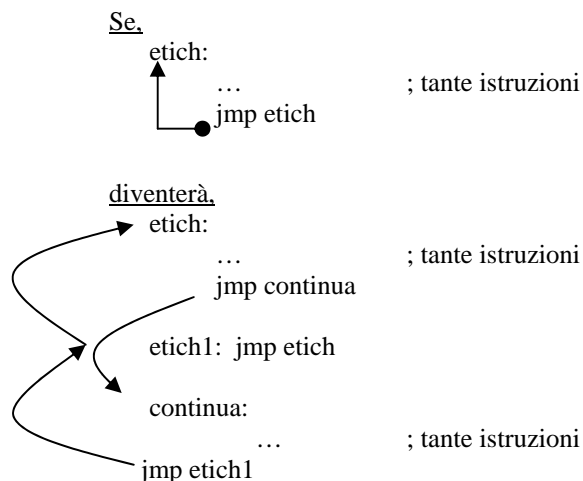 Se,
etich:
… ; tante istruzioni
jmp etich
diventerà,
etich:
… ; tante istruzioni
jmp continua
etich1: jmp etich
continua:
… ; tante istruzioni
jmp etich1